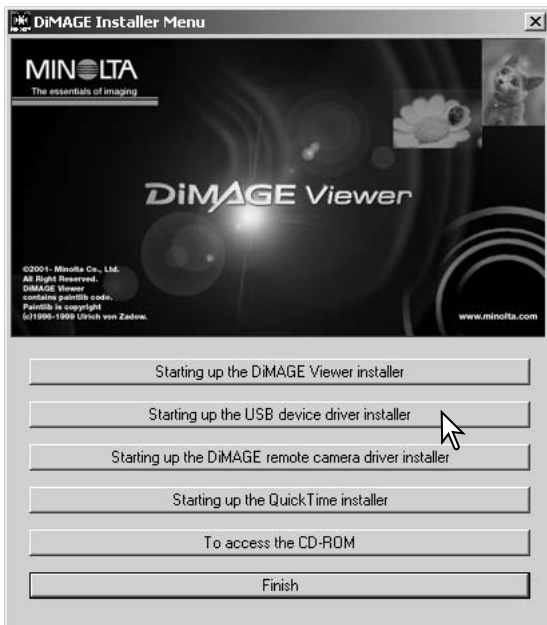 DiMAGE Installer Menu
MINOLTA
The essentials of imaging
DiMAGE Viewer
©2001- Minolta Co., Ltd.
All Right Reserved.
DiMAGE Viewer
contains paintlib code.
Paintlib is copyright
(c)1996-1999 Ulrich von Zadow.
www.minolta.com
Starting up the DiMAGE Viewer installer
Starting up the USB device driver installer
Starting up the DiMAGE remote camera driver installer
Starting up the QuickTime installer
To access the CD-ROM
Finish